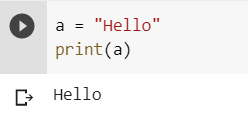 a = "Hello"
print(a)
Hello